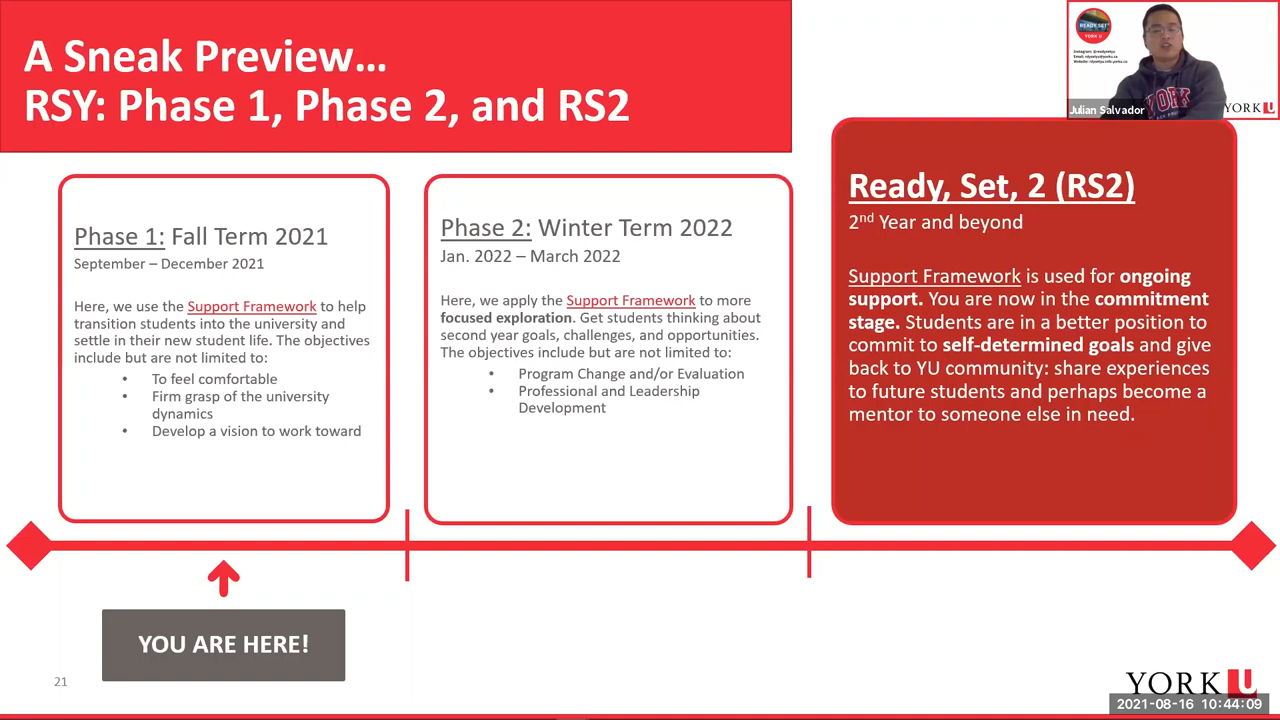 A Sneak Preview...
RSY: Phase 1, Phase 2, and RS2
READY SET
YORK U
Julian Salvador
YORK U
Phase 1: Fall Term 2021
September – December 2021
Here, we use the Support Framework to help
transition students into the university and
settle in their new student life. The objectives
include but are not limited to:
• To feel comfortable
• Firm grasp of the university
dynamics
• Develop a vision to work toward
Phase 2: Winter Term 2022
Jan. 2022 – March 2022
Here, we apply the Support Framework to more
focused exploration. Get students thinking about
second year goals, challenges, and opportunities.
The objectives include but are not limited to:
• Program Change and/or Evaluation
• Professional and Leadership
Development
Ready, Set, 2 (RS2)
2nd Year and beyond
Support Framework is used for ongoing
support. You are now in the commitment
stage. Students are in a better position to
commit to self-determined goals and give
back to YU community: share experiences
to future students and perhaps become a
mentor to someone else in need.
YOU ARE HERE!
21
YORK U
2021-08-16 10:44:09